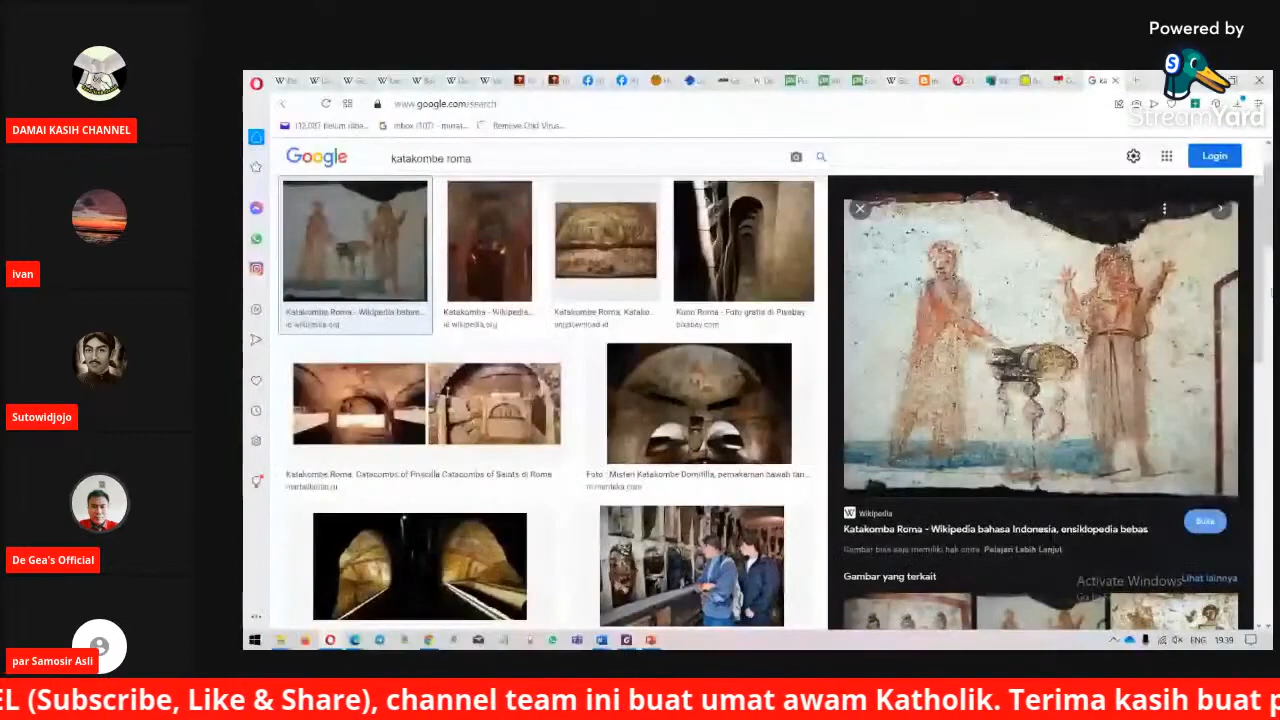 Powered by
StreamYard
DAMAI KASIH CHANNEL
ivan
Sutowidjojo
De Gea's Official
par Samosir Asli
www.google.com/search
Google
katakombe roma
Login
Katakomba Roma - Wikipedia bahas...
id.wikipedia.org
Katakomba - Wikipedia...
id.wikipedia.org
Katakombe Roma, Katako...
Kuno Roma - Foto gratis di Pixabay
pixabay.com
Katakombe Roma. Catacombs of Priscilla Catacombs of Saints di Roma
Foto : Misteri Katakombe Domitilla, pemakaman bawah tan...
m.merdeka.com
Wikipedia
Katakomba Roma - Wikipedia bahasa Indonesia, ensiklopedia bebas
Buka
Gambar bisa saja memiliki hak cipta. Pelajari Lebih Lanjut
Gambar yang terkait
Lihat lainnya
Activate Windows
ENG
19.39
EL (Subscribe, Like & Share), channel team ini buat umat awam Katholik. Terima kasih buat p